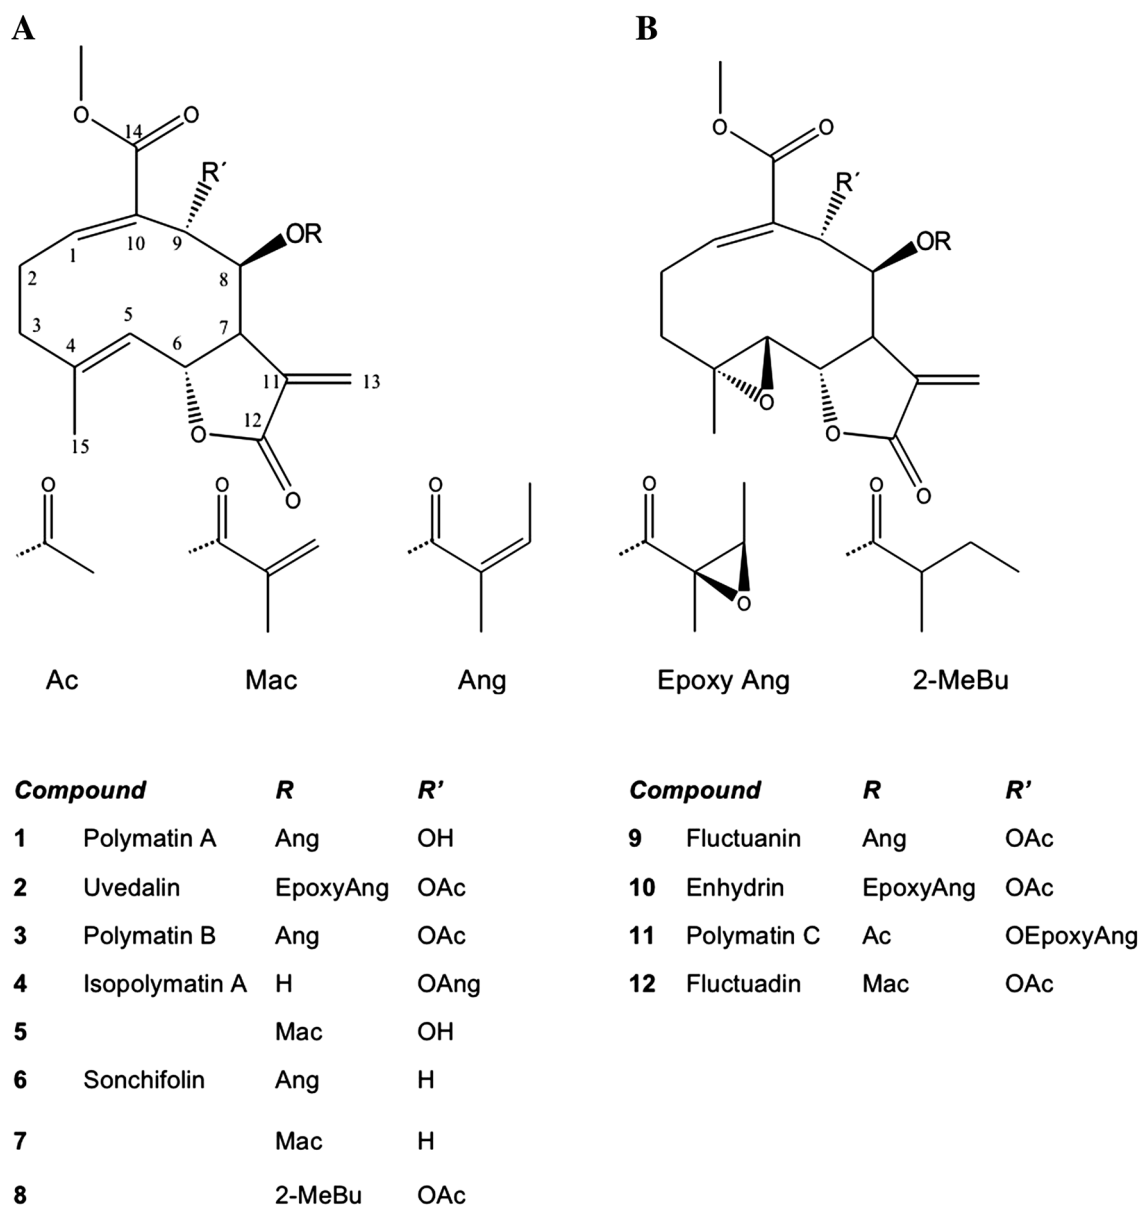 A B
O O
14
R′
O O
R′
OR
1 10 9 8
OR
2
3 5 7
4 6
11 13
12
15
O
O
O
O
O
O
O O O O O
O
Ac Mac Ang Epoxy Ang 2-MeBu
Compound R R’ Compound R R’
1 Polymatin A Ang OH 9 Fluctuanin Ang OAc
2 Uvedalin EpoxyAng OAc 10 Enhydrin EpoxyAng OAc
3 Polymatin B Ang OAc 11 Polymatin C Ac OEpoxyAng
4 Isopolymatin A H OAng 12 Fluctuadin Mac OAc
5 Mac OH
6 Sonchifolin Ang H
7 Mac H
8 2-MeBu OAc